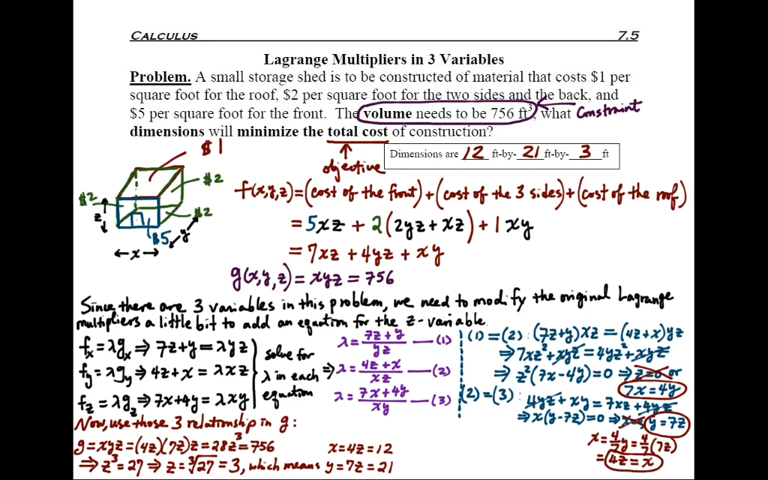 CALCULUS 7.5
Lagrange Multipliers in 3 Variables
Problem. A small storage shed is to be constructed of material that costs $1 per
square foot for the roof, $2 per square foot for the two sides and the back, and
$5 per square foot for the front. The volume needs to be 756 ft³, what constraint
dimensions will minimize the total cost of construction?
Dimensions are 12 ft-by- 21 ft-by- 3 ft
objective
$1
$2
$2
$2
$5
z
x
y
f(x,y,z) = (cost of the front) + (cost of the 3 sides) + (cost of the roof)
= 5xz + 2(2yz + xz) + 1xy
= 7xz + 4yz + xy
g(x,y,z) = xyz = 756
Since there are 3 variables in this problem, we need to modify the original Lagrange
multipliers a little bit to add an equation for the z-variable.
fx = λgx ⇒ 7z+y = λyz
fy = λgy ⇒ 4z+x = λxz
fz = λgz ⇒ 7x+4y = λxy
solve for
λ in each ⇒
equation
λ = (7z+y)/(yz) —(1)
λ = (4z+x)/(xz) —(2)
λ = (7x+4y)/(xy) —(3)
(1)=(2): (7z+y)xz = (4z+x)yz
⇒ 7xz²+xyz = 4yz²+xyz
⇒ z²(7x-4y)=0 ⇒ z=0 or
7x=4y
(2)=(3): 4yz+xy = 7xz+4yz
⇒ x(y-7z)=0 ⇒ x=0 y=7z
x = 4/7 y = 4/7 (7z)
= 4z = x
Now, use those 3 relationship in g:
g = xyz = (4z)(7z)z = 28z³ = 756
⇒ z³ = 27 ⇒ z = ∛27 = 3, which means
x = 4z = 12
y = 7z = 21